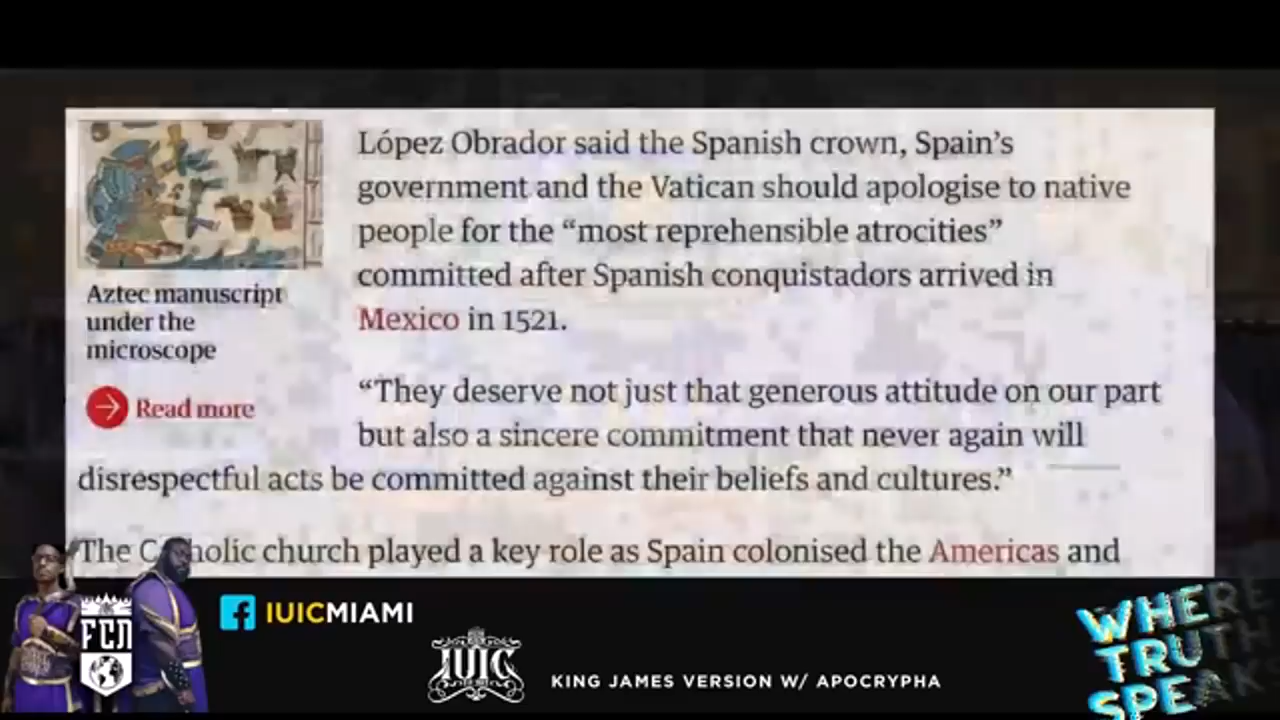 López Obrador said the Spanish crown, Spain's
government and the Vatican should apologise to native
people for the “most reprehensible atrocities”
committed after Spanish conquistadors arrived in
Mexico in 1521.
Aztec manuscript
under the
microscope
Read more
“They deserve not just that generous attitude on our part
but also a sincere commitment that never again will
disrespectful acts be committed against their beliefs and cultures.”
The Catholic church played a key role as Spain colonised the Americas and
FCN
IUICMIAMI
IUIC
KING JAMES VERSION W/ APOCRYPHA
WHERE
TRUTH
SPEAK